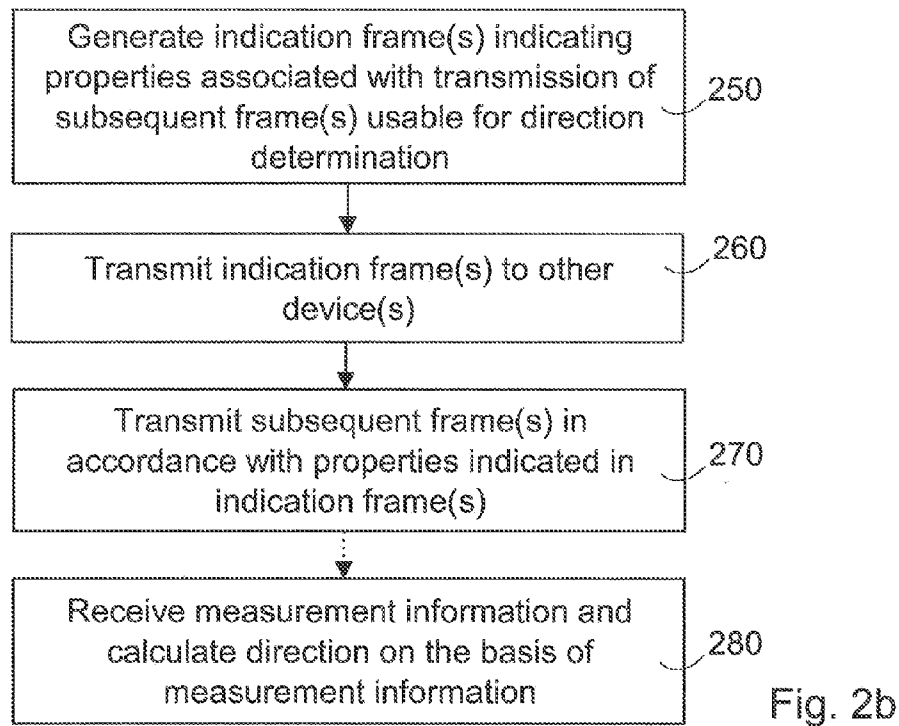 Generate indication frame(s) indicating
properties associated with transmission of
subsequent frame(s) usable for direction
determination
250
Transmit indication frame(s) to other
device(s)
260
Transmit subsequent frame(s) in
accordance with properties indicated in
indication frame(s)
270
Receive measurement information and
calculate direction on the basis of
measurement information
280
Fig. 2b